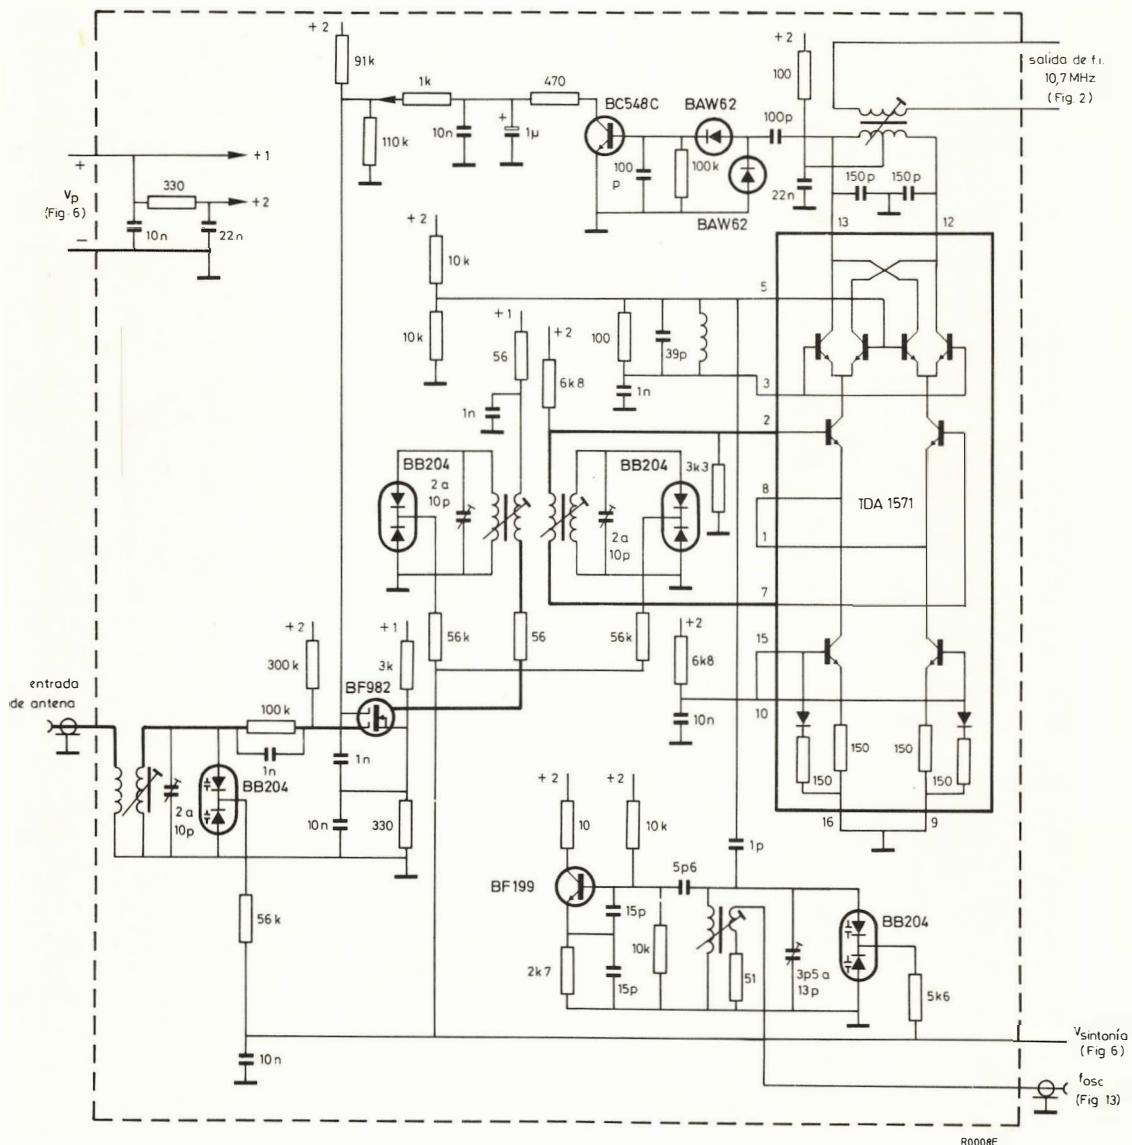 +2
91k
1k
470
BC548C
BAW62
+2
100
salida de f.i.
10,7 MHz
(Fig. 2)
100p
110k
10n
+
1µ
100
p
100k
BAW62
22n
150p
150p
+
+1
330
+2
Vp
(Fig. 6)
−
10n
22n
13
12
+2
10k
5
10k
+1
56
+2
6k8
100
39p
1n
3
1n
2
BB204
2 a
10p
BB204
2 a
10p
3k3
8
TDA 1571
1
7
56k
56
56k
+2
6k8
15
10
10n
150
150
150
150
16
9
+2
300k
+1
3k
BF982
entrada
de antena
100k
1n
BB204
2 a
10p
1n
10n
330
56k
10n
+2
10
+2
10k
1p
5p6
BF199
15p
15p
2k7
10k
51
3p5 a
13p
BB204
5k6
Vsintonía
(Fig 6)
fosc
(Fig 13)
R0008E